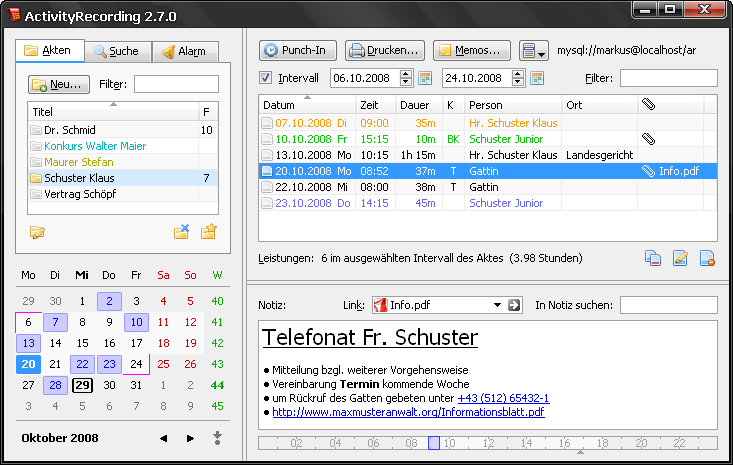 ActivityRecording 2.7.0
Akten Suche Alarm
Neu... Filter:
Titel F
Dr. Schmid 10
Konkurs Walter Maier
Maurer Stefan
Schuster Klaus 7
Vertrag Schöpf
Mo Di Mi Do Fr Sa So W
29 30 1 2 3 4 5 40
6 7 8 9 10 11 12 41
13 14 15 16 17 18 19 42
20 21 22 23 24 25 26 43
27 28 29 30 31 1 2 44
3 4 5 6 7 8 9 45
Oktober 2008
Punch-In Drucken... Memos... mysql://markus@localhost/ar
Intervall 06.10.2008 24.10.2008 Filter:
Datum Zeit Dauer K Person Ort
07.10.2008 Di 09:00 35m Hr. Schuster Klaus
10.10.2008 Fr 15:15 10m BK Schuster Junior
13.10.2008 Mo 10:15 1h 15m Hr. Schuster Klaus Landesgericht
20.10.2008 Mo 08:52 37m T Gattin Info.pdf
22.10.2008 Mi 08:00 38m T Gattin
23.10.2008 Do 14:15 45m Schuster Junior
Leistungen: 6 im ausgewählten Intervall des Aktes (3.98 Stunden)
Notiz: Link: Info.pdf In Notiz suchen:
Telefonat Fr. Schuster
● Mitteilung bzgl. weiterer Vorgehensweise
● Vereinbarung Termin kommende Woche
● um Rückruf des Gatten gebeten unter +43 (512) 65432-1
● http://www.maxmusteranwalt.org/Informationsblatt.pdf
02 04 06 08 10 12 14 16 18 20 22